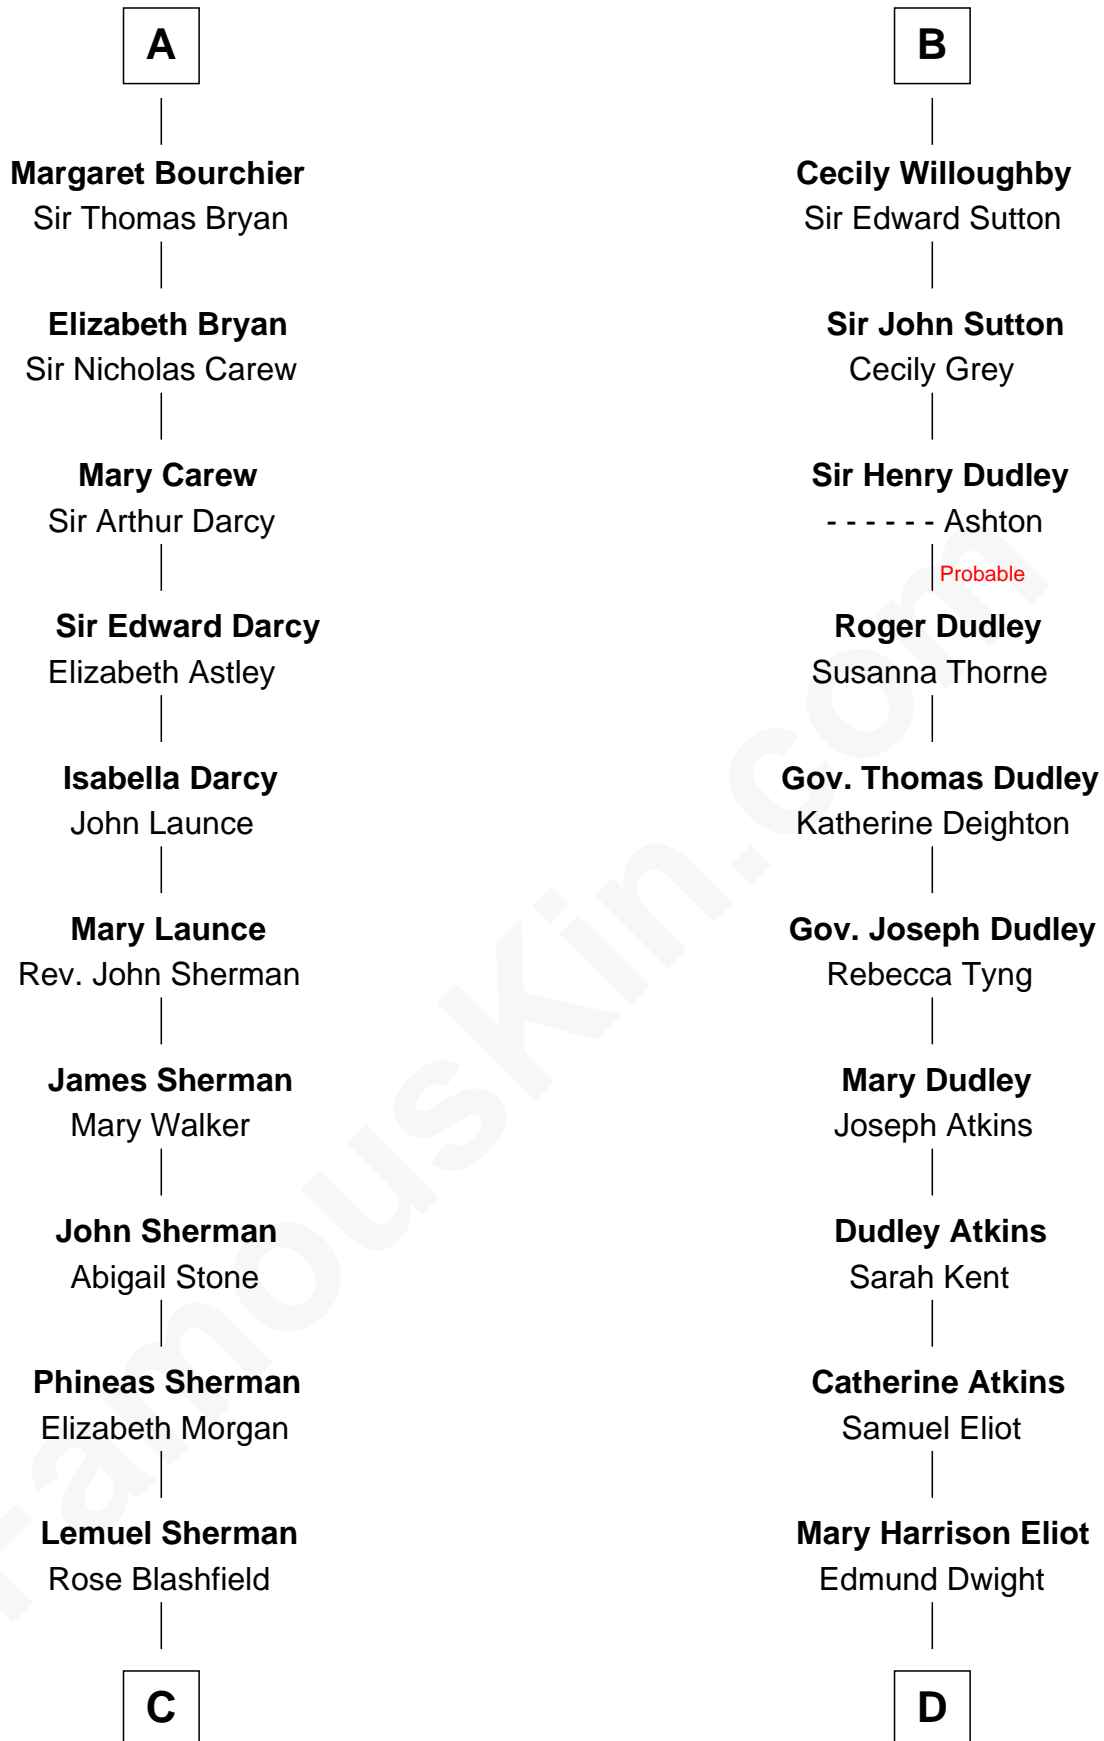 A
Margaret Bourchier
Sir Thomas Bryan
Elizabeth Bryan
Sir Nicholas Carew
Mary Carew
Sir Arthur Darcy
Sir Edward Darcy
Elizabeth Astley
Isabella Darcy
John Launce
Mary Launce
Rev. John Sherman
James Sherman
Mary Walker
John Sherman
Abigail Stone
Phineas Sherman
Elizabeth Morgan
Lemuel Sherman
Rose Blashfield
C
B
Cecily Willoughby
Sir Edward Sutton
Sir John Sutton
Cecily Grey
Sir Henry Dudley
- - - - - - Ashton
Probable
Roger Dudley
Susanna Thorne
Gov. Thomas Dudley
Katherine Deighton
Gov. Joseph Dudley
Rebecca Tyng
Mary Dudley
Joseph Atkins
Dudley Atkins
Sarah Kent
Catherine Atkins
Samuel Eliot
Mary Harrison Eliot
Edmund Dwight
D
FamousKin.com